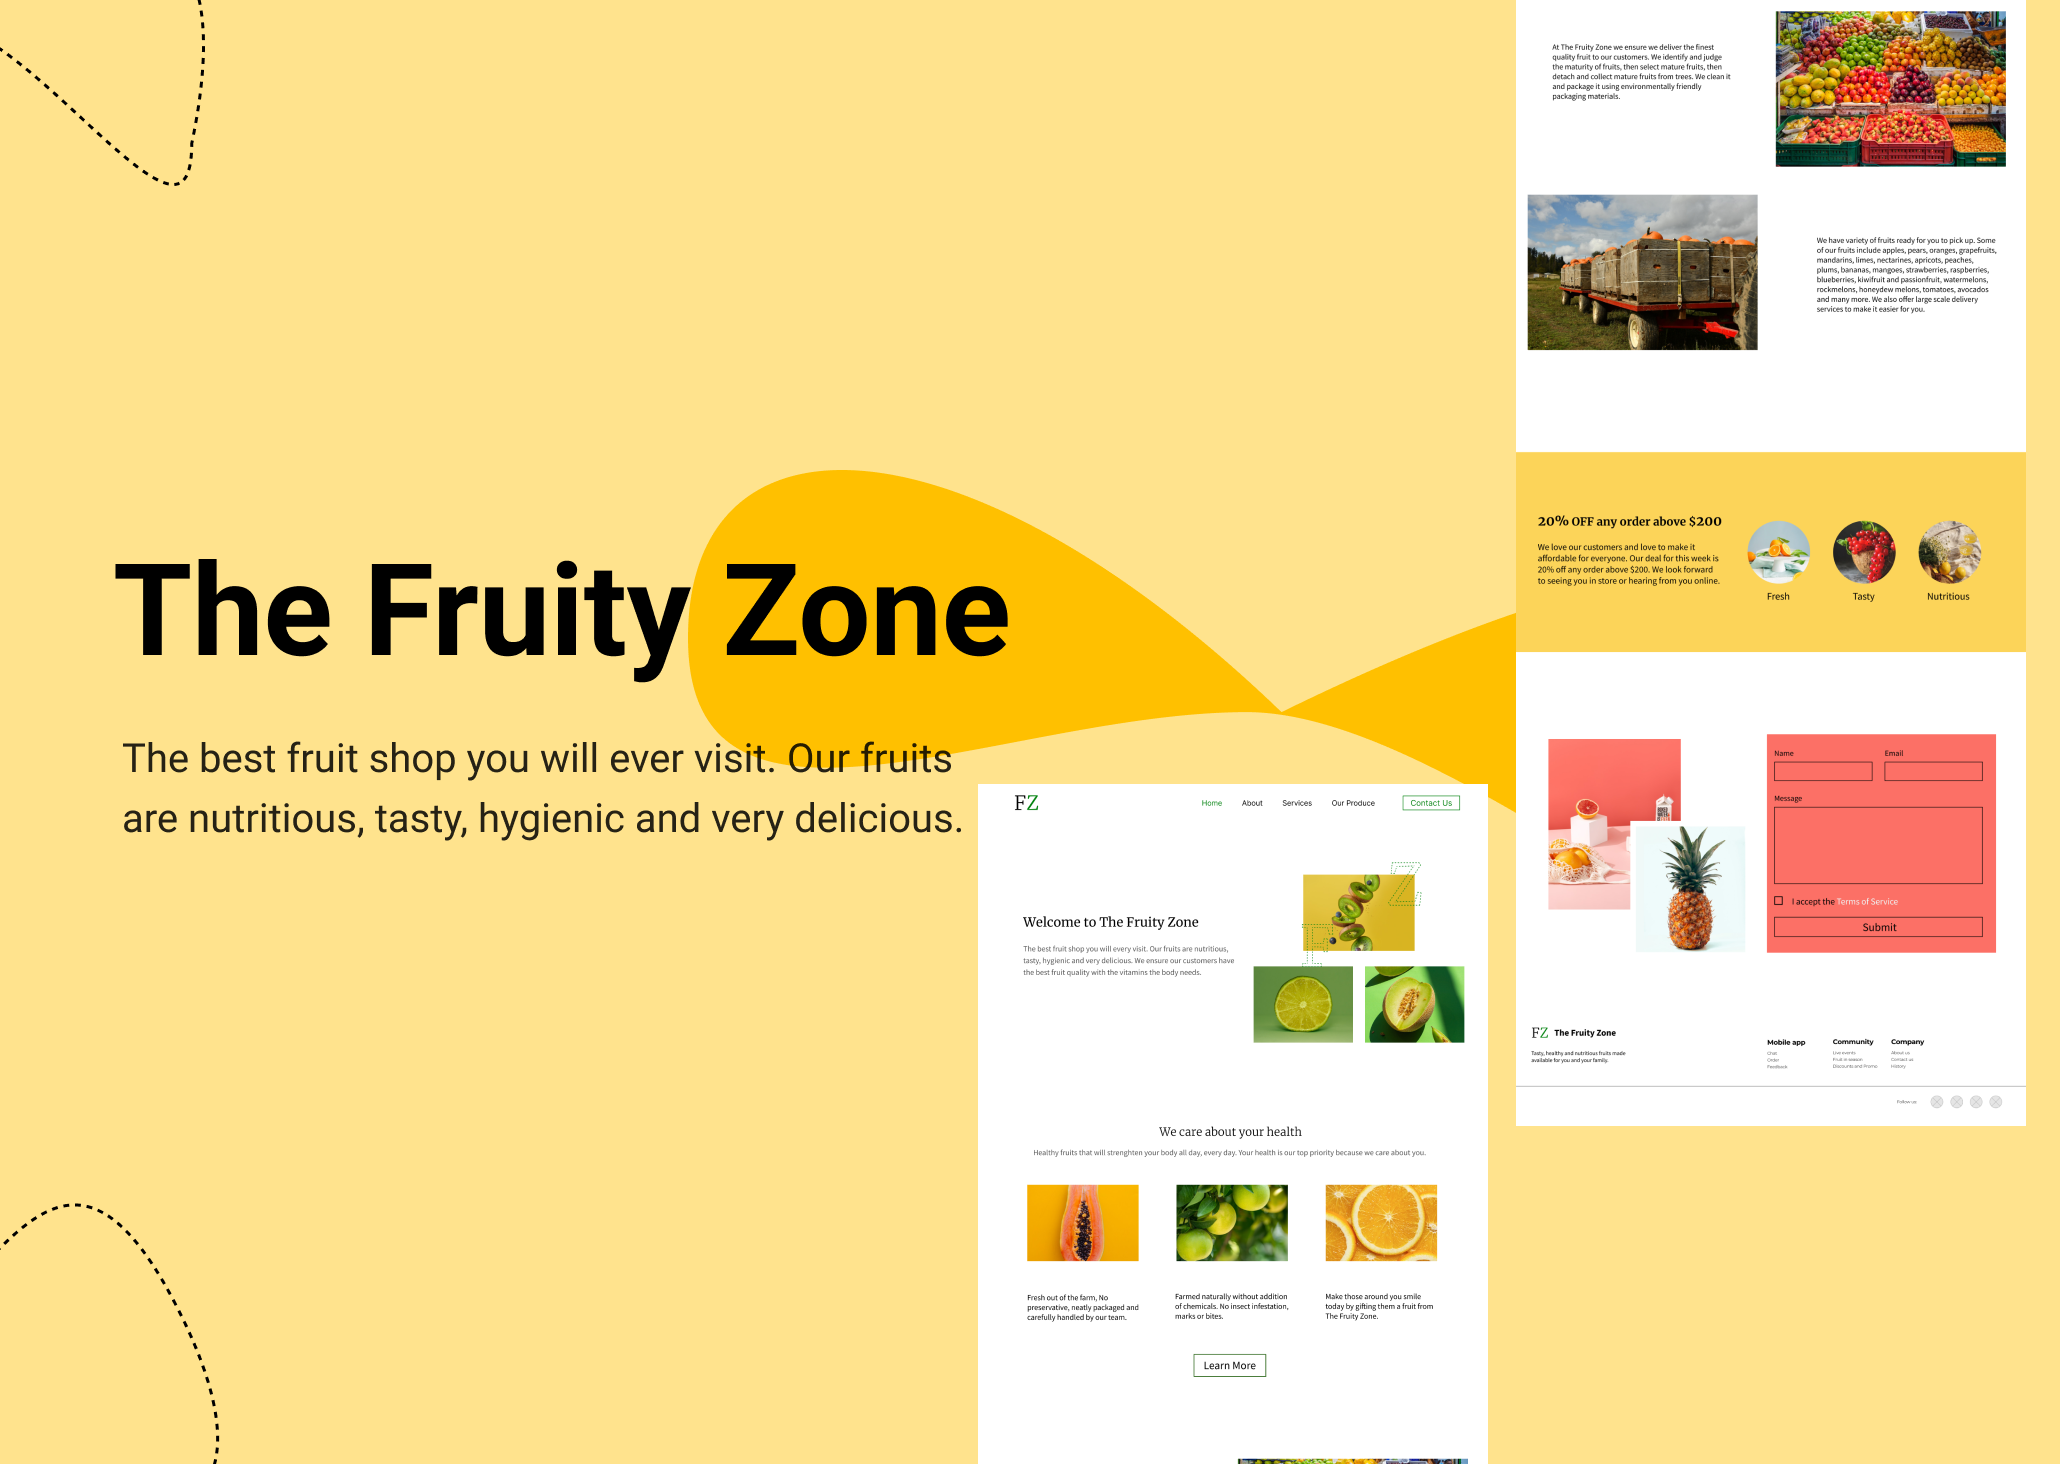 The Fruity Zone
The best fruit shop you will ever visit. Our fruits
are nutritious, tasty, hygienic and very delicious.
FZ
Home About Services Our Produce Contact Us
Z
F
Welcome to The Fruity Zone
The best fruit shop you will every visit. Our fruits are nutritious,
tasty, hygienic and very delicious. We ensure our customers have
the best fruit quality with the vitamins the body needs.
We care about your health
Healthy fruits that will strenghten your body all day, every day. Your health is our top priority because we care about you.
Fresh out of the farm, No
preservative, neatly packaged and
carefully handled by our team.
Farmed naturally without addition
of chemicals. No insect infestation,
marks or bites.
Make those around you smile
today by gifting them a fruit from
The Fruity Zone.
Learn More
At The Fruity Zone we ensure we deliver the finest
quality fruit to our customers. We identify and judge
the maturity of fruits, then select mature fruits, then
detach and collect mature fruits from trees. We clean it
and package it using environmentally friendly
packaging materials.
We have variety of fruits ready for you to pick up. Some
of our fruits include apples, pears, oranges, grapefruits,
mandarins, limes, nectarines, apricots, peaches,
plums, bananas, mangoes, strawberries, raspberries,
blueberries, kiwifruit and passionfruit, watermelons,
rockmelons, honeydew melons, tomatoes, avocados
and many more. We also offer large scale delivery
services to make it easier for you.
20% OFF any order above $200
We love our customers and love to make it
affordable for everyone. Our deal for this week is
20% off any order above $200. We look forward
to seeing you in store or hearing from you online.
Fresh
Tasty
Nutritious
Name
Email
Message
I accept the Terms of Service
Submit
FZ The Fruity Zone
Tasty, healthy and nutritious fruits made
available for you and your family.
Mobile app
Chat
Order
Feedback
Community
Live events
Fruit in season
Discounts and Promo
Company
About us
Contact us
History
Follow us